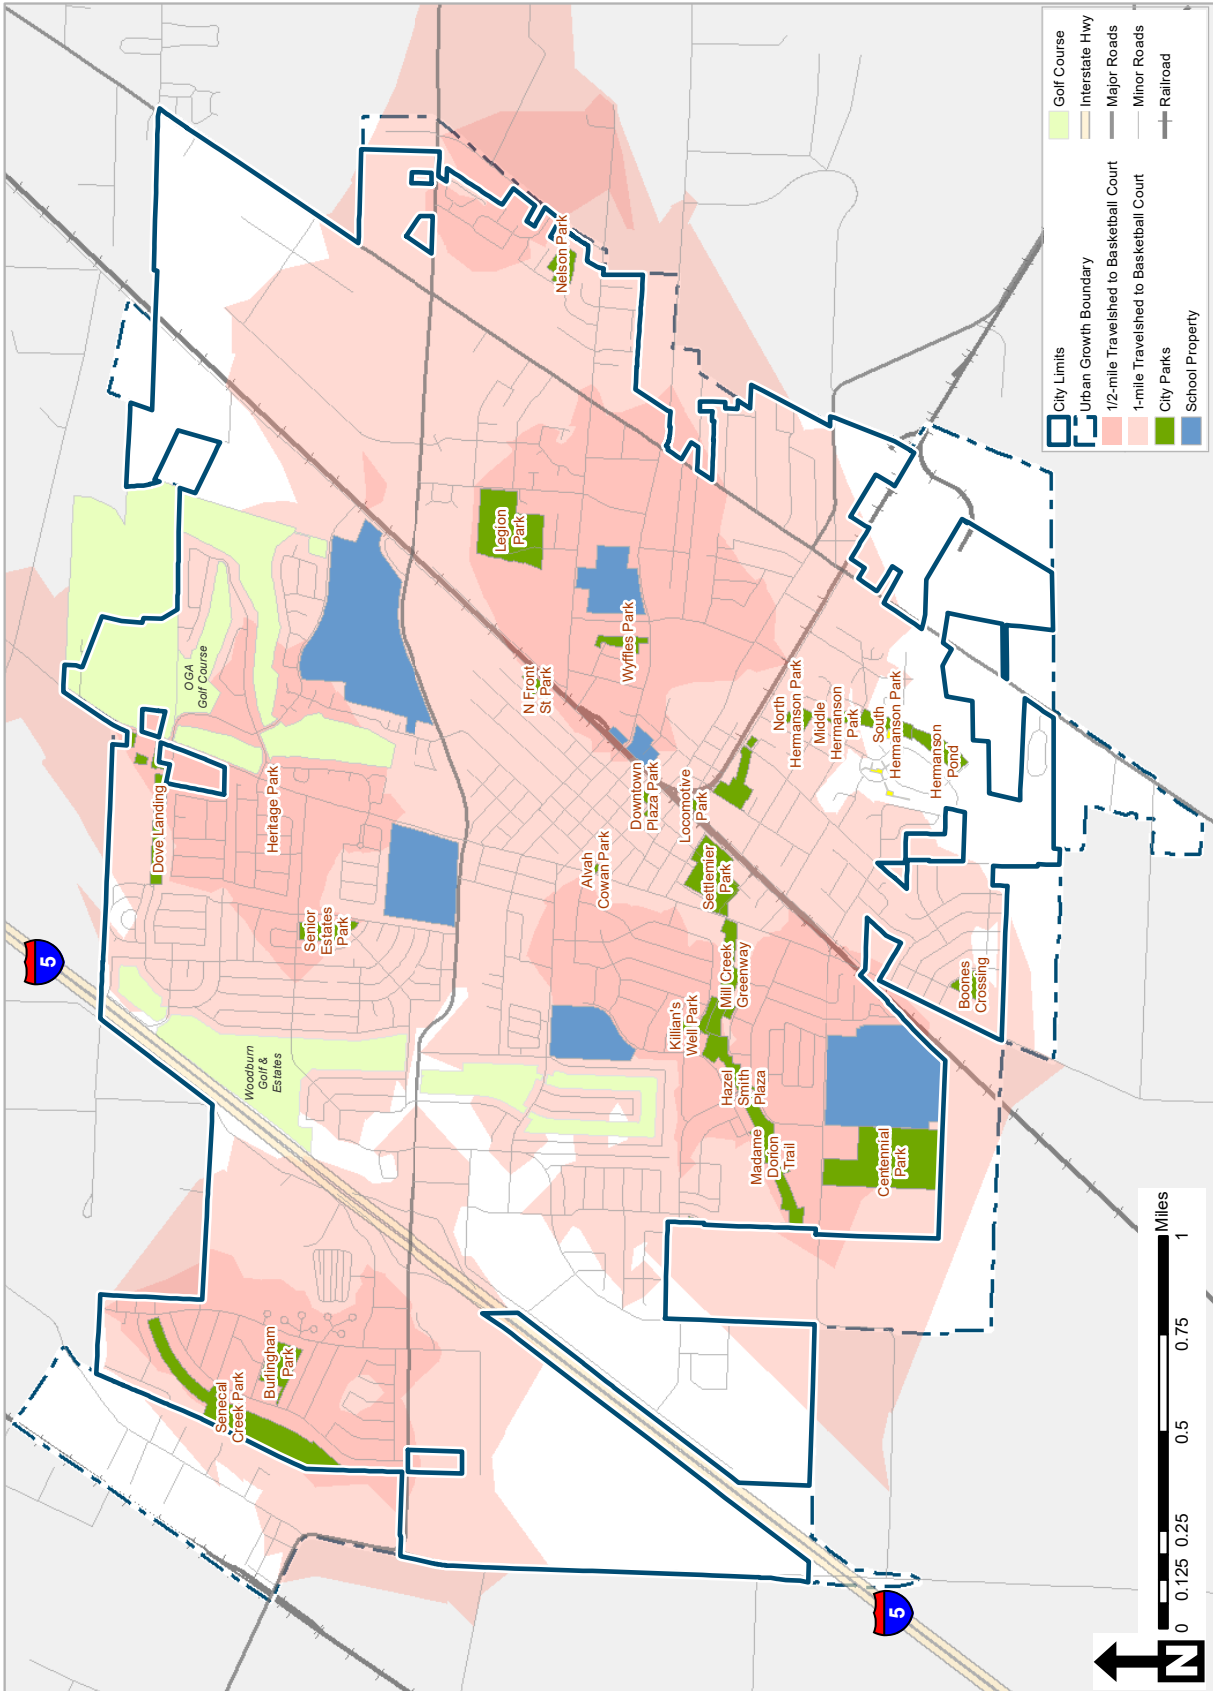 5
OGA
Golf Course
Dove Landing
Heritage Park
Senior
Estates
Park
Woodburn
Golf &
Estates
Senecal
Creek Park
Burlingham
Park
Nelson Park
Legion
Park
Wyffles Park
N Front
St Park
Downtown
Plaza Park
Locomotive
Park
Alvah
Cowan Park
Settlemier
Park
Mill Creek
Greenway
Killian's
Well Park
Hazel
Smith
Plaza
Madame
Dorion
Trail
Centennial
Park
Boones
Crossing
North
Hermanson Park
Middle
Hermanson
Park
South
Hermanson Park
Hermanson
Pond
5
City Limits
Urban Growth Boundary
1/2-mile Travelshed to Basketball Court
1-mile Travelshed to Basketball Court
City Parks
School Property
Golf Course
Interstate Hwy
Major Roads
Minor Roads
Railroad
N
0 0.125 0.25 0.5 0.75 1
Miles